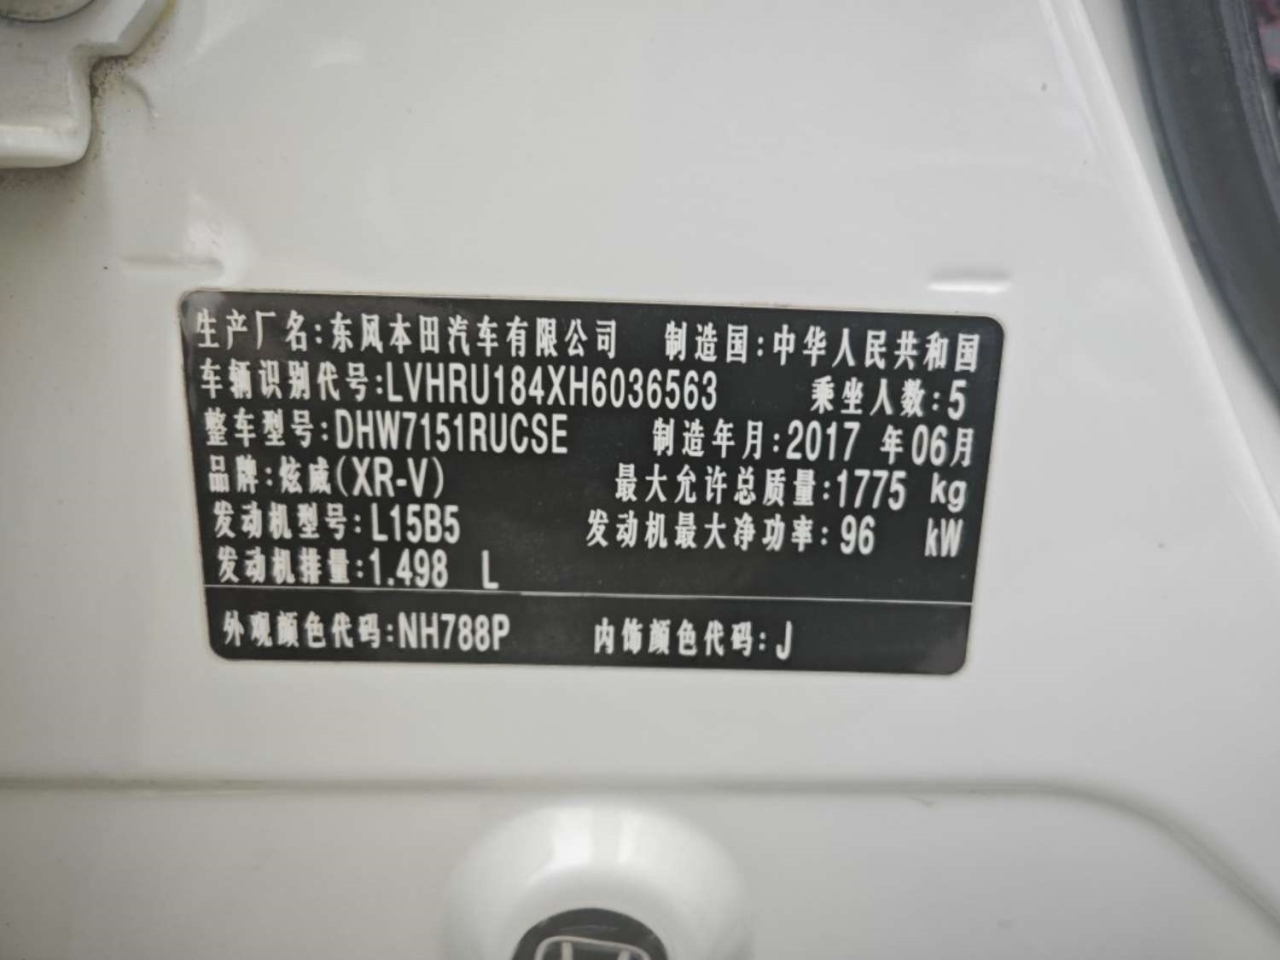 生产厂名:东风本田汽车有限公司 制造国:中华人民共和国
车辆识别代号:LVHRU184XH6036563 乘坐人数:5
整车型号:DHW7151RUCSE 制造年月:2017 年06月
品牌:炫威(XR-V) 最大允许总质量:1775 kg
发动机型号:L15B5 发动机最大净功率:96 kW
发动机排量:1.498 L
外观颜色代码:NH788P 内饰颜色代码:J